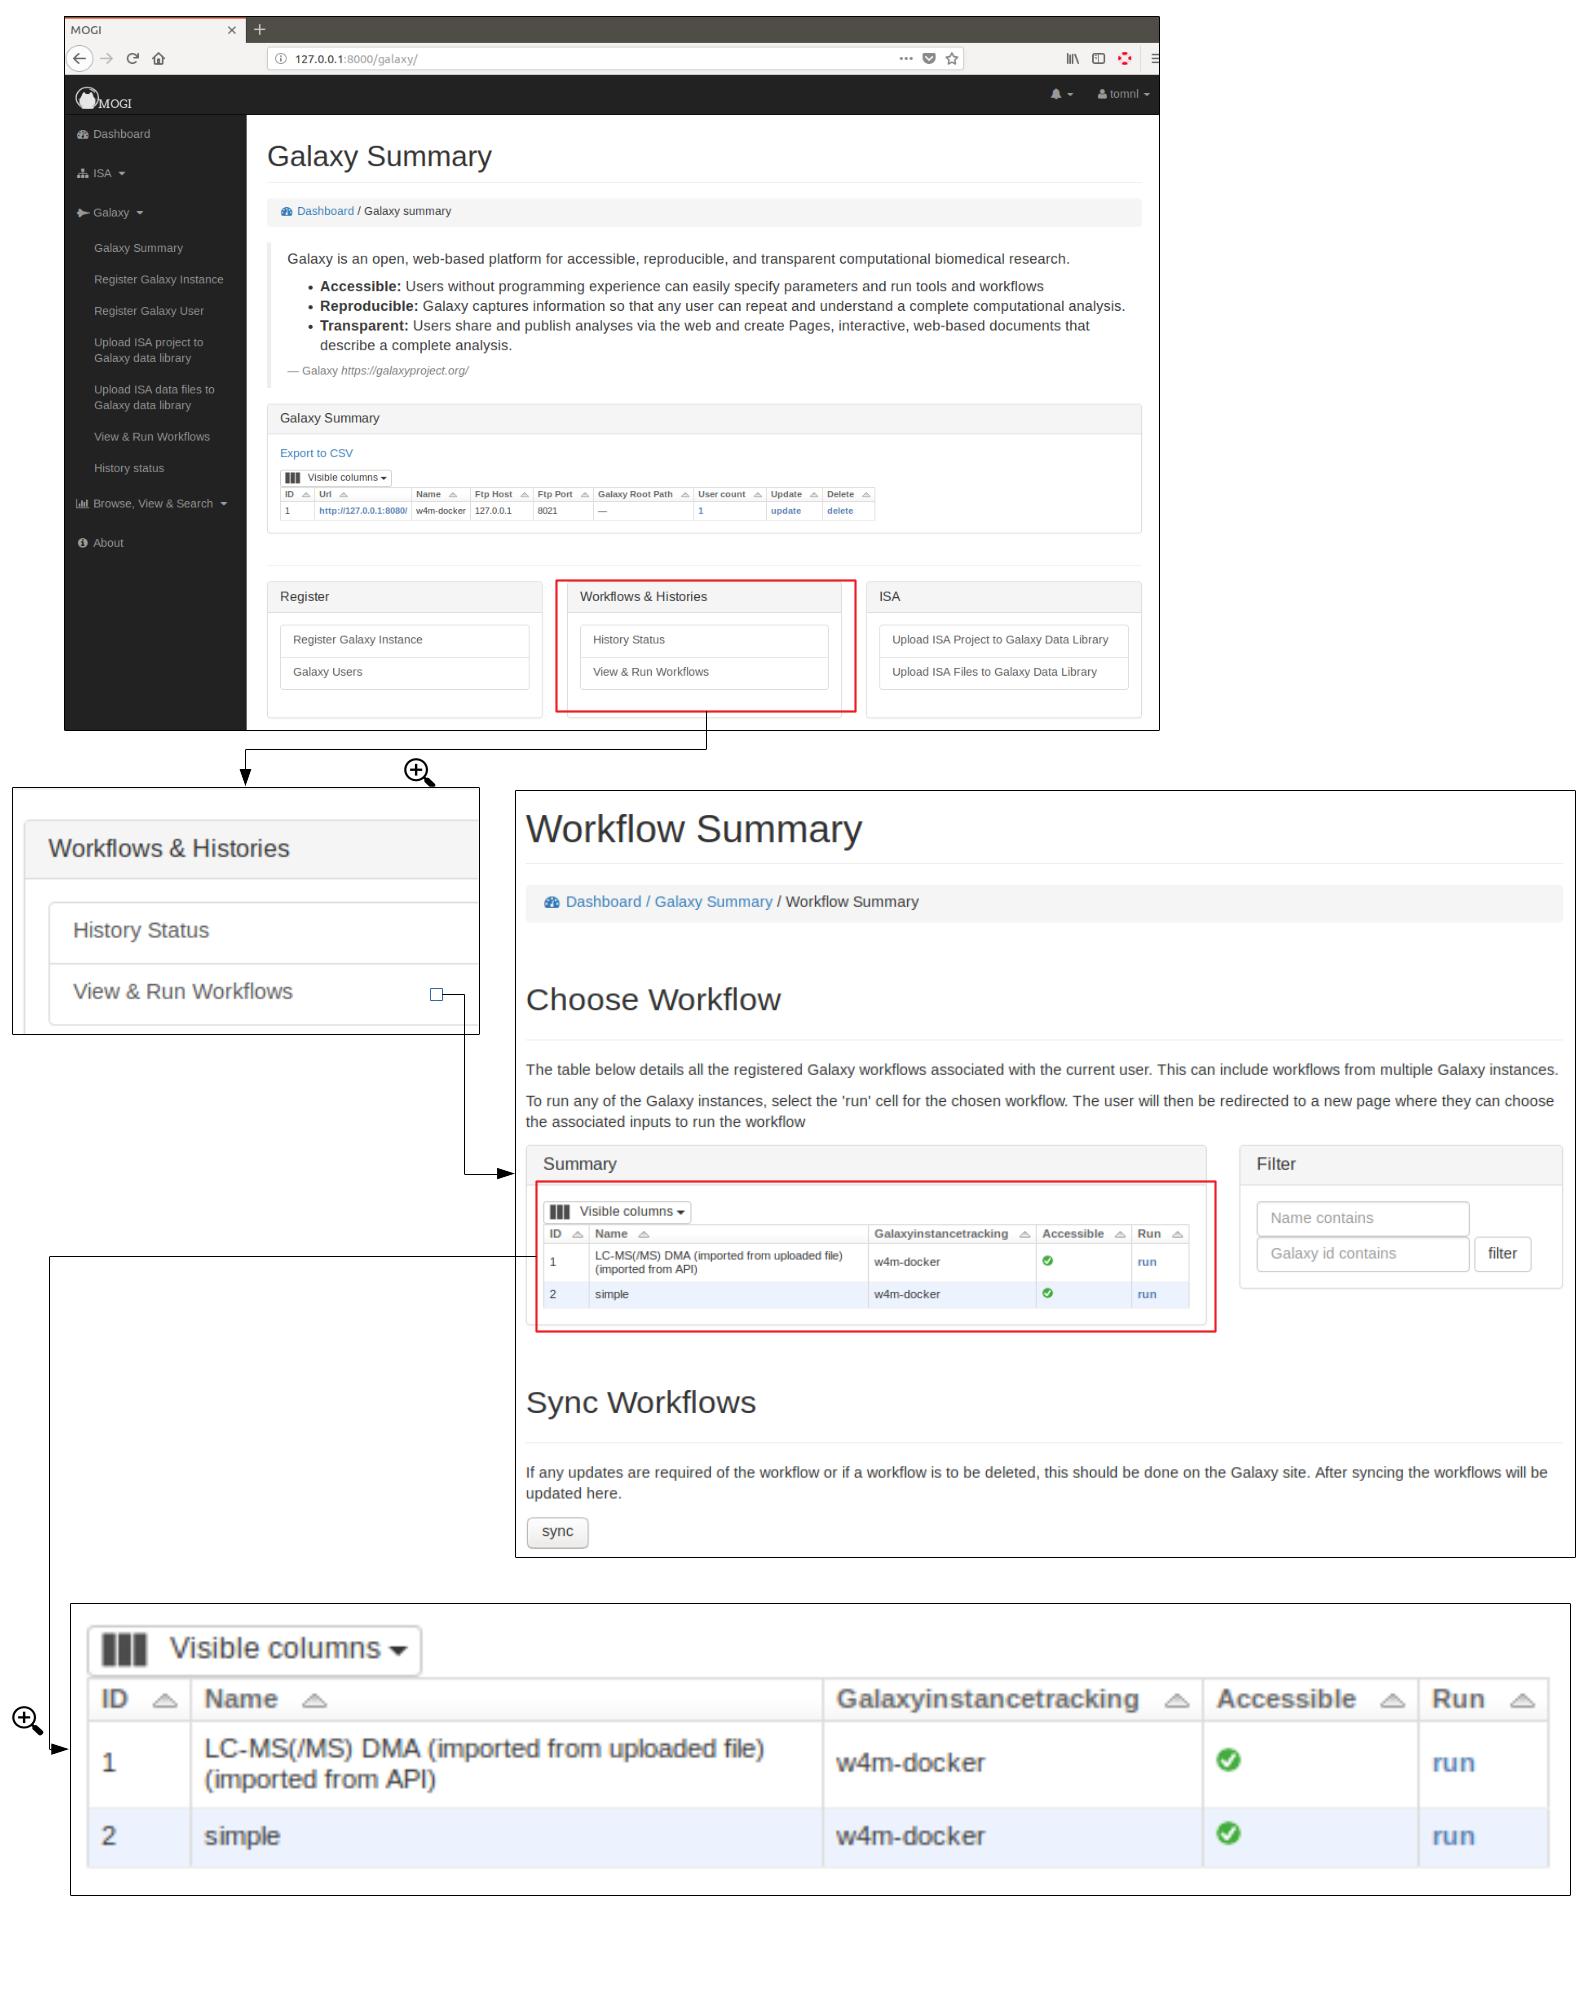 MOGI
127.0.0.1:8000/galaxy/
MOGI
tomnl
Dashboard
ISA
Galaxy
Galaxy Summary
Register Galaxy Instance
Register Galaxy User
Upload ISA project to
Galaxy data library
Upload ISA data files to
Galaxy data library
View & Run Workflows
History status
Browse, View & Search
About
Galaxy Summary
Dashboard / Galaxy summary
Galaxy is an open, web-based platform for accessible, reproducible, and transparent computational biomedical research.
• Accessible: Users without programming experience can easily specify parameters and run tools and workflows
• Reproducible: Galaxy captures information so that any user can repeat and understand a complete computational analysis.
• Transparent: Users share and publish analyses via the web and create Pages, interactive, web-based documents that
describe a complete analysis.
— Galaxy https://galaxyproject.org/
Galaxy Summary
Export to CSV
Visible columns
ID Url Name Ftp Host Ftp Port Galaxy Root Path User count Update Delete
1 http://127.0.0.1:8080/ w4m-docker 127.0.0.1 8021 — 1 update delete
Register
Register Galaxy Instance
Galaxy Users
Workflows & Histories
History Status
View & Run Workflows
ISA
Upload ISA Project to Galaxy Data Library
Upload ISA Files to Galaxy Data Library
Workflows & Histories
History Status
View & Run Workflows
Workflow Summary
Dashboard / Galaxy Summary / Workflow Summary
Choose Workflow
The table below details all the registered Galaxy workflows associated with the current user. This can include workflows from multiple Galaxy instances.
To run any of the Galaxy instances, select the 'run' cell for the chosen workflow. The user will then be redirected to a new page where they can choose
the associated inputs to run the workflow
Summary
Visible columns
ID Name Galaxyinstancetracking Accessible Run
1 LC-MS(/MS) DMA (imported from uploaded file)
(imported from API) w4m-docker run
2 simple w4m-docker run
Filter
Name contains
Galaxy id contains filter
Sync Workflows
If any updates are required of the workflow or if a workflow is to be deleted, this should be done on the Galaxy site. After syncing the workflows will be
updated here.
sync
Visible columns
ID Name Galaxyinstancetracking Accessible Run
1 LC-MS(/MS) DMA (imported from uploaded file)
(imported from API) w4m-docker run
2 simple w4m-docker run